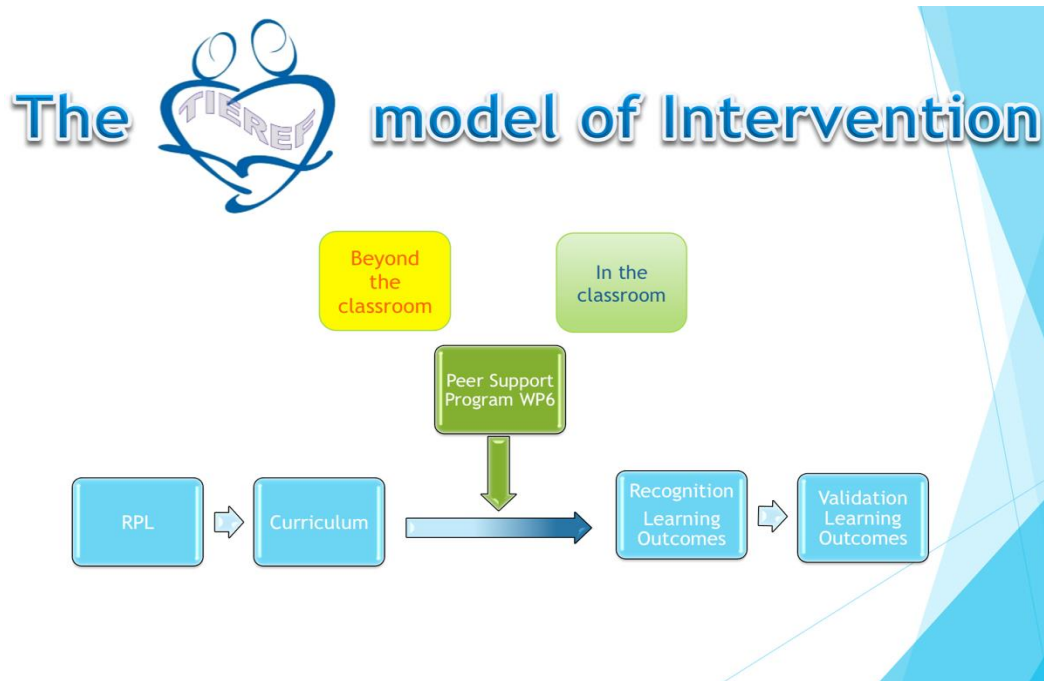 The TIEREF model of Intervention
Beyond
the
classroom
In the
classroom
Peer Support
Program WP6
RPL
Curriculum
Recognition
Learning
Outcomes
Validation
Learning
Outcomes